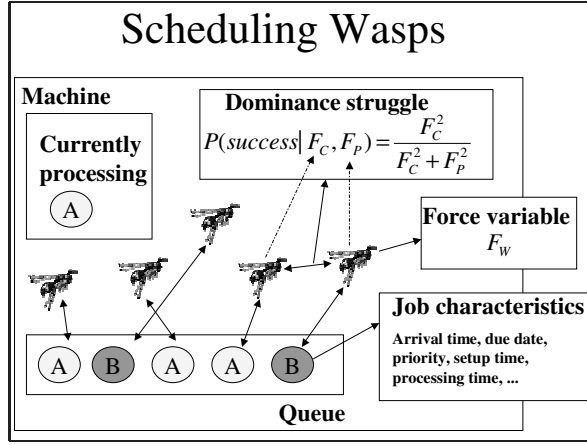 Scheduling Wasps
Machine
Currently
processing
A
Dominance struggle
P(success| F_C, F_P) = F_C^2 / (F_C^2 + F_P^2)
Force variable
F_W
Job characteristics
Arrival time, due date,
priority, setup time,
processing time, ...
A B A A B
Queue